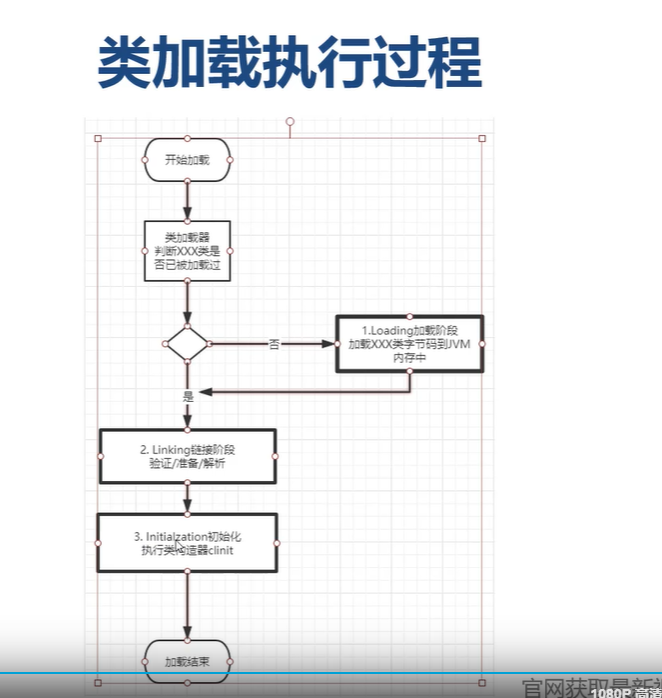 类加载执行过程
开始加载
类加载器
判断XXX类是
否已被加载过
否
1.Loading加载阶段
加载XXX类字节码到JVM
内存中
是
2. Linking链接阶段
验证/准备/解析
3. Initialzation初始化
执行类构造器clinit
加载结束
官网获取最新
1080P 高清